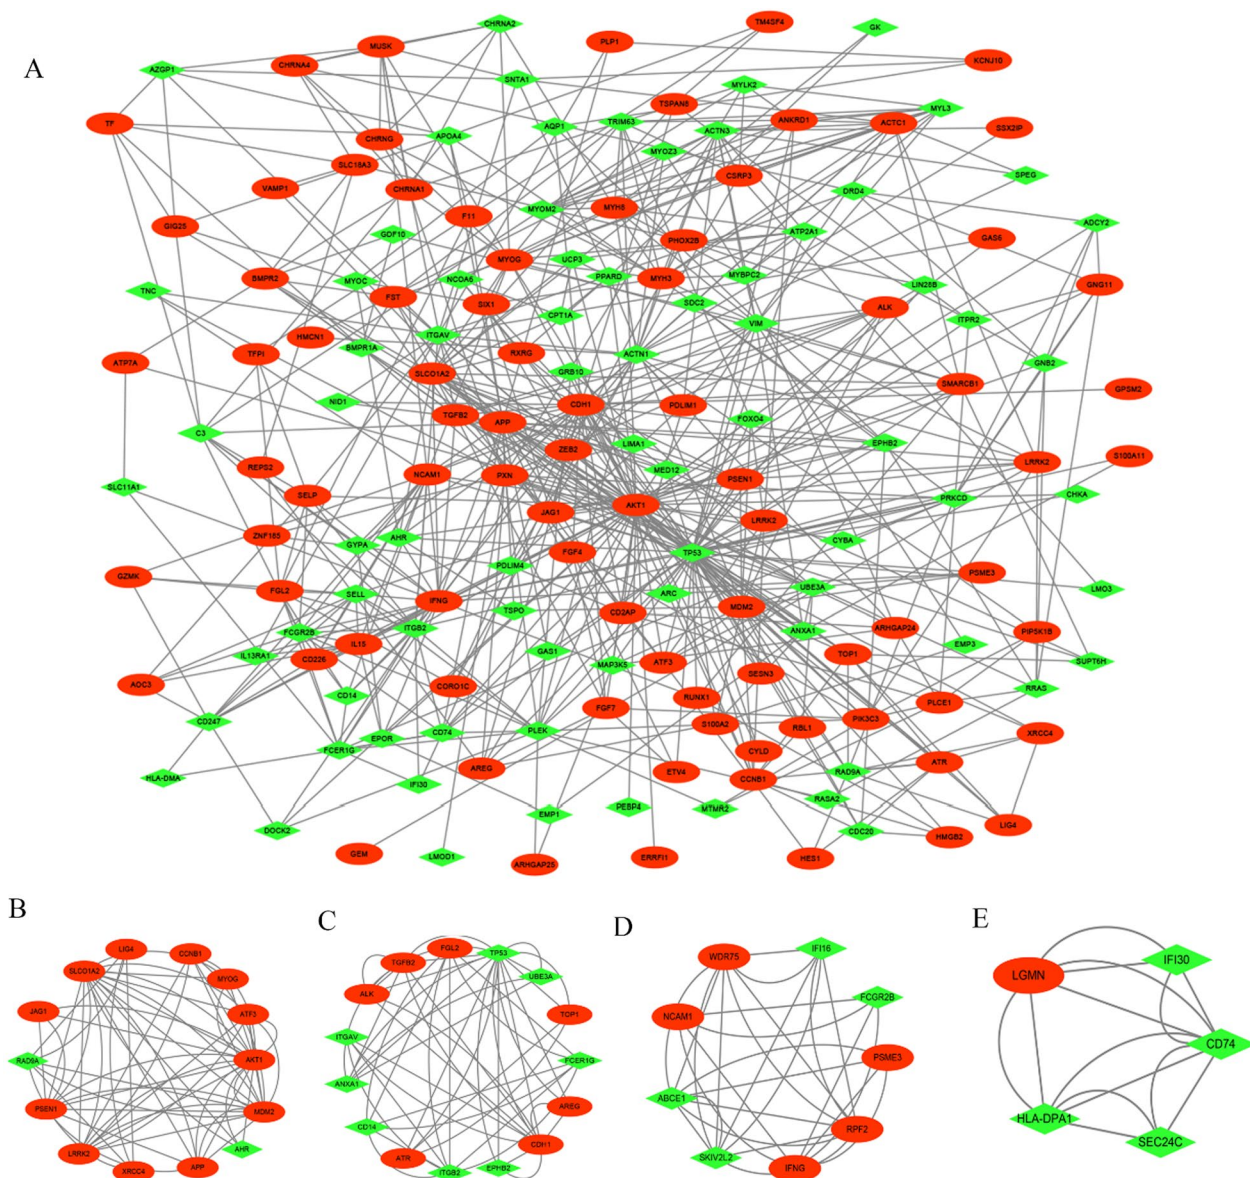 A
CHRNA2
TM4SF4
GK
MUSK
PLP1
AZGP1
CHRNA4
KCNJ10
SNTA1
MYLK2
TSPAN8
MYL3
TF
APOA4
AQP1
TRIM63
ANKRD1
ACTC1
SSX2IP
CHRNG
ACTN3
MYOZ3
SLC18A3
CSRP3
SPEG
VAMP1
CHRNA1
DRD4
MYOM2
MYH8
F11
GIG25
GDF10
ATP2A1
ADCY2
PHOX2B
GAS6
UCP3
MYOG
BMPR2
MYOC
NCOA6
PPARD
MYH3
MYBPC2
LIN28B
GNG11
TNC
FST
SIX1
SDC2
ALK
CPT1A
VIM
ITPR2
HMCN1
ITGAV
BMPR1A
RXRG
ACTN1
TFPI
ATP7A
GNB2
SLCO1A2
GRB10
SMARCB1
GPSM2
NID1
CDH1
PDLIM1
TGFB2
APP
FOXO4
C3
LIMA1
EPHB2
ZEB2
REPS2
NCAM1
PXN
MED12
LRRK2
S100A11
PSEN1
SLC11A1
SELP
AKT1
PRKCD
CHKA
JAG1
LRRK2
ZNF185
AHR
GYPA
CYBA
FGF4
TP53
PDLIM4
GZMK
PSME3
FGL2
SELL
ARC
UBE3A
LMO3
IFNG
TSPO
CD2AP
MDM2
FCGR2B
ITGB2
ANXA1
ARHGAP24
PIP5K1B
IL13RA1
IL15
GAS1
TOP1
EMP3
CD226
MAP3K5
ATF3
SUPT6H
AOC3
CD14
CORO1C
SESN3
RRAS
RUNX1
FGF7
PLCE1
CD247
PLEK
S100A2
RBL1
PIK3C3
XRCC4
CD74
EPOR
FCER1G
CYLD
HLA-DMA
AREG
ETV4
CCNB1
RAD9A
ATR
IFI30
RASA2
EMP1
PEBP4
MTMR2
DOCK2
CDC20
HMGB2
LIG4
GEM
LMOD1
ARHGAP25
ERRFI1
HES1
B
LIG4
CCNB1
SLCO1A2
MYOG
JAG1
ATF3
RAD9A
AKT1
PSEN1
MDM2
LRRK2
AHR
XRCC4
APP
C
FGL2
TP53
TGFB2
UBE3A
ALK
TOP1
ITGAV
FCER1G
ANXA1
AREG
CD14
CDH1
ATR
ITGB2
EPHB2
D
IFI16
WDR75
FCGR2B
NCAM1
PSME3
ABCE1
RPF2
SKIV2L2
IFNG
E
LGMN
IFI30
CD74
HLA-DPA1
SEC24C